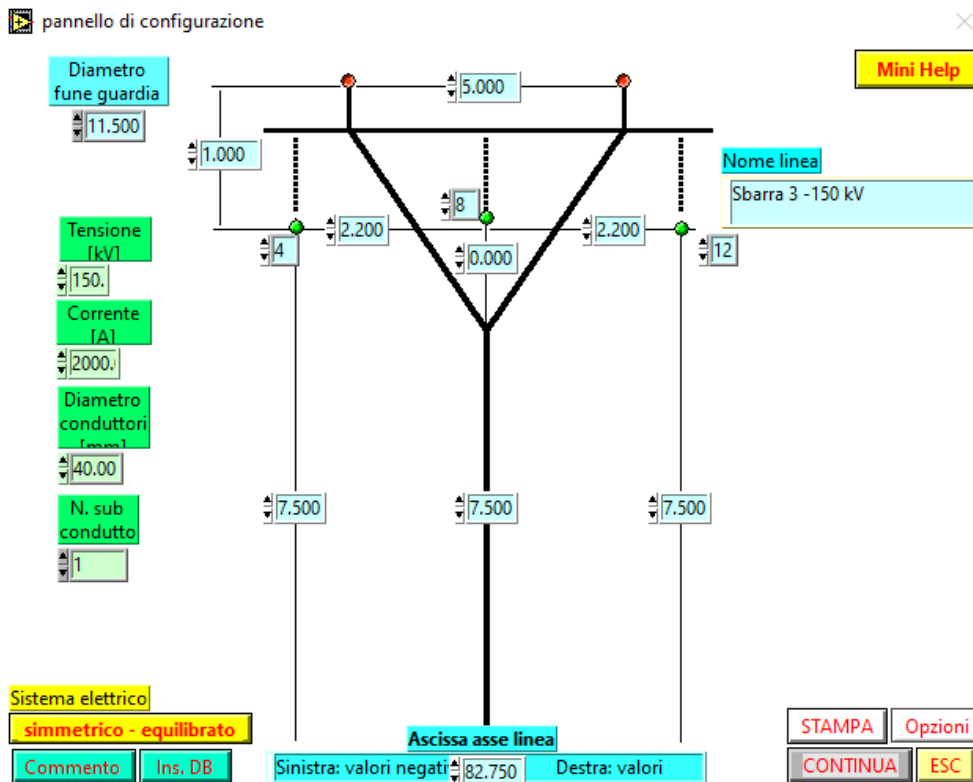 pannello di configurazione
Diametro
fune guardia
11.500
5.000
Mini Help
1.000
Nome linea
Sbarra 3 -150 kV
8
2.200
2.200
4
0.000
12
Tensione
[kV]
150.
Corrente
[A]
2000.
Diametro
conduttori
[mm]
40.00
7.500
7.500
7.500
N. sub
condutto
1
Sistema elettrico
simmetrico - equilibrato
Commento
Ins. DB
Ascissa asse linea
Sinistra: valori negati
82.750
Destra: valori
STAMPA
Opzioni
CONTINUA
ESC